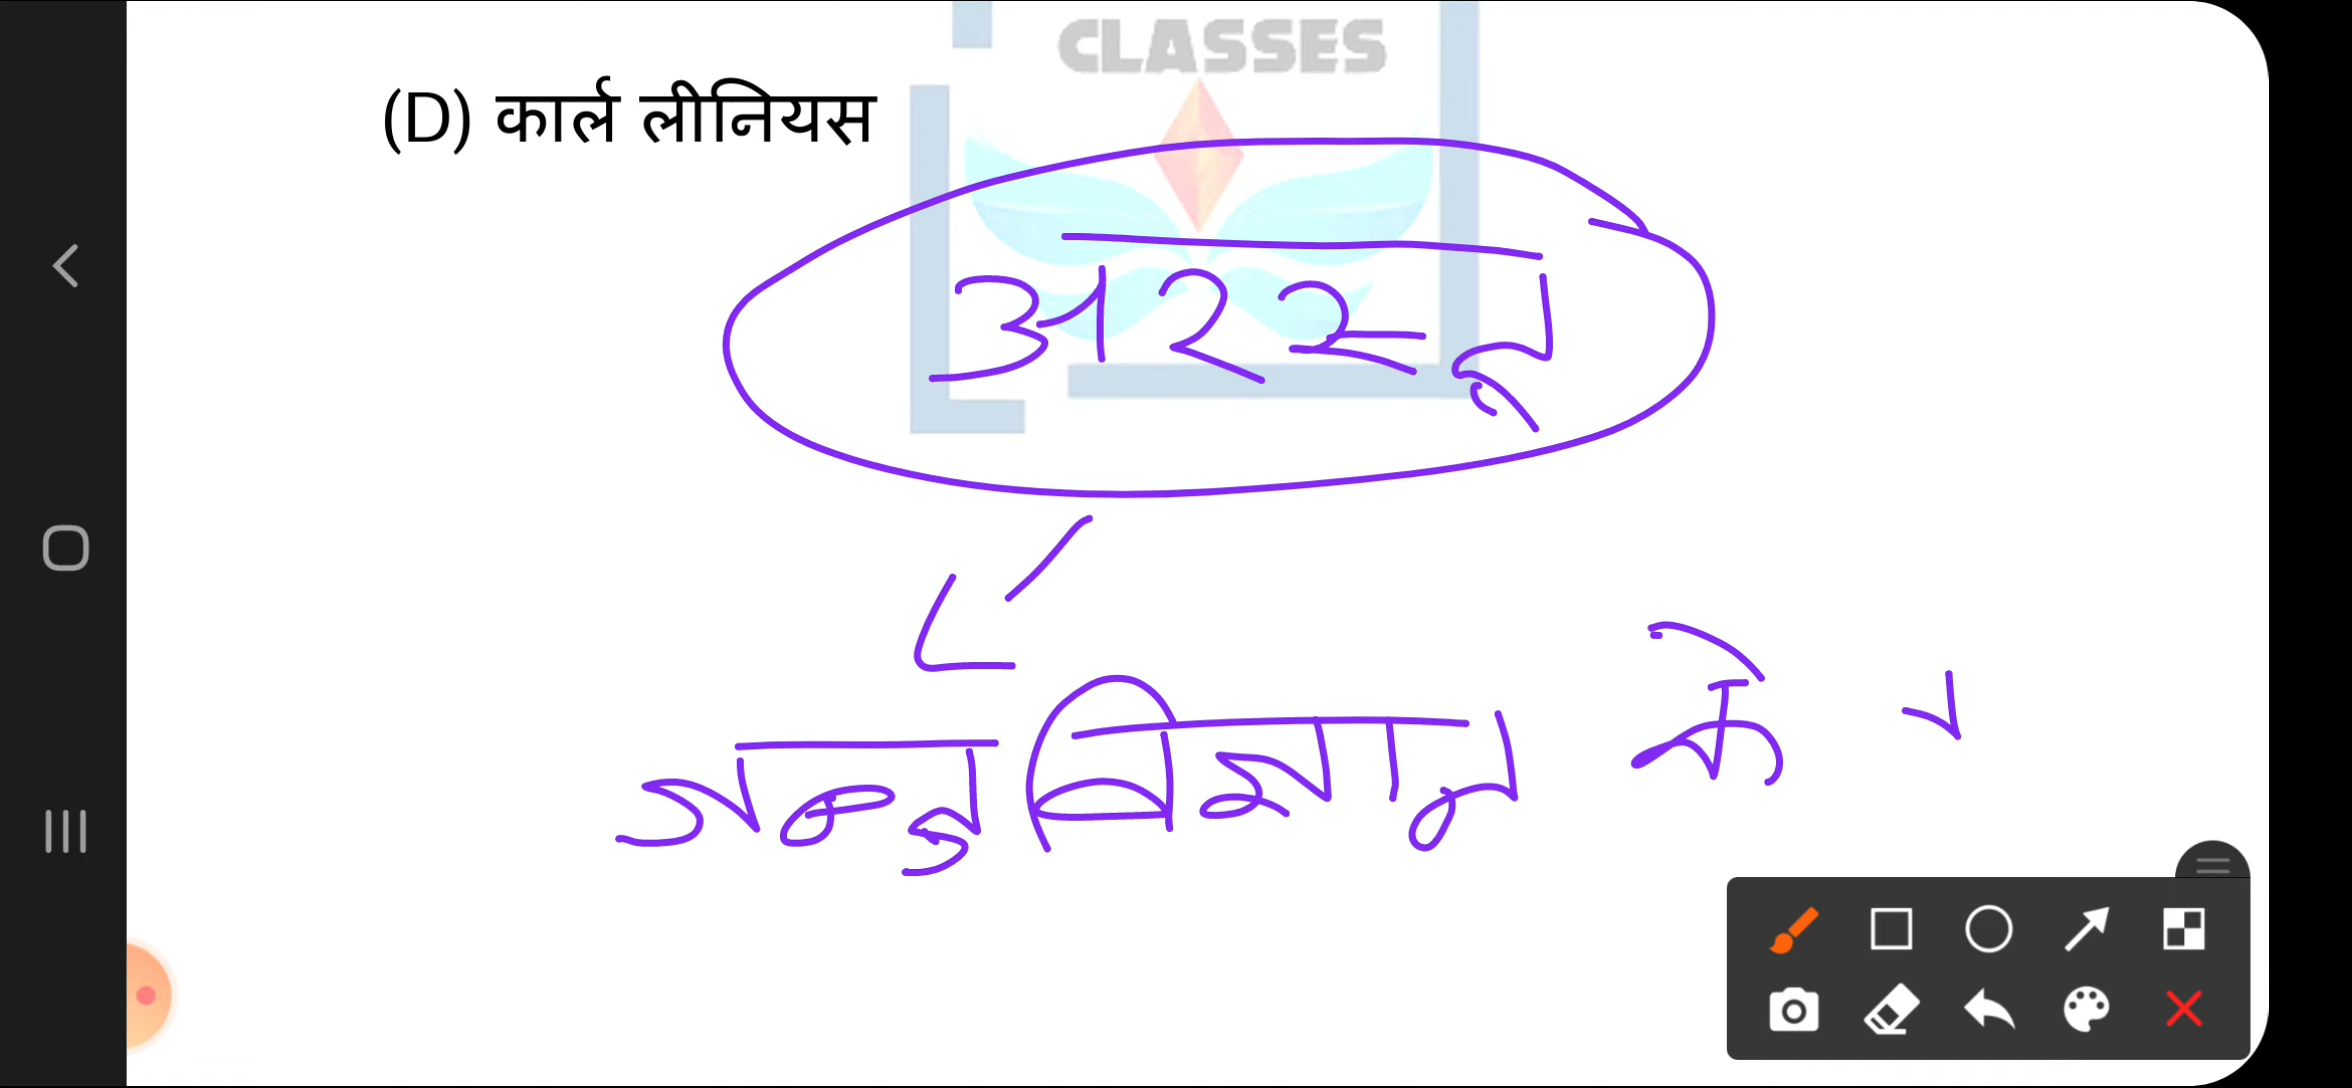 CLASSES
(D) कार्ल लीनियस
अरस्तू
जन्तु विज्ञान के